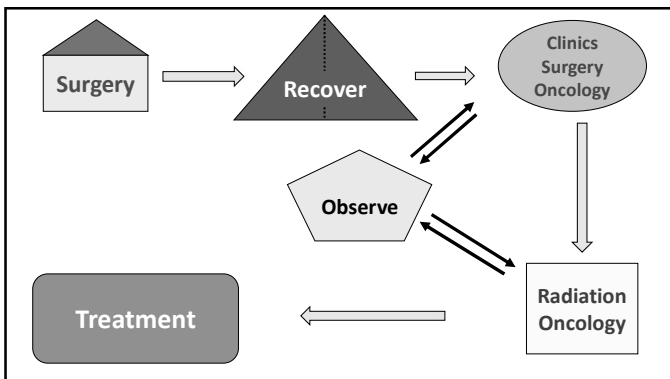 Surgery
Recover
Clinics
Surgery
Oncology
Observe
Radiation
Oncology
Treatment